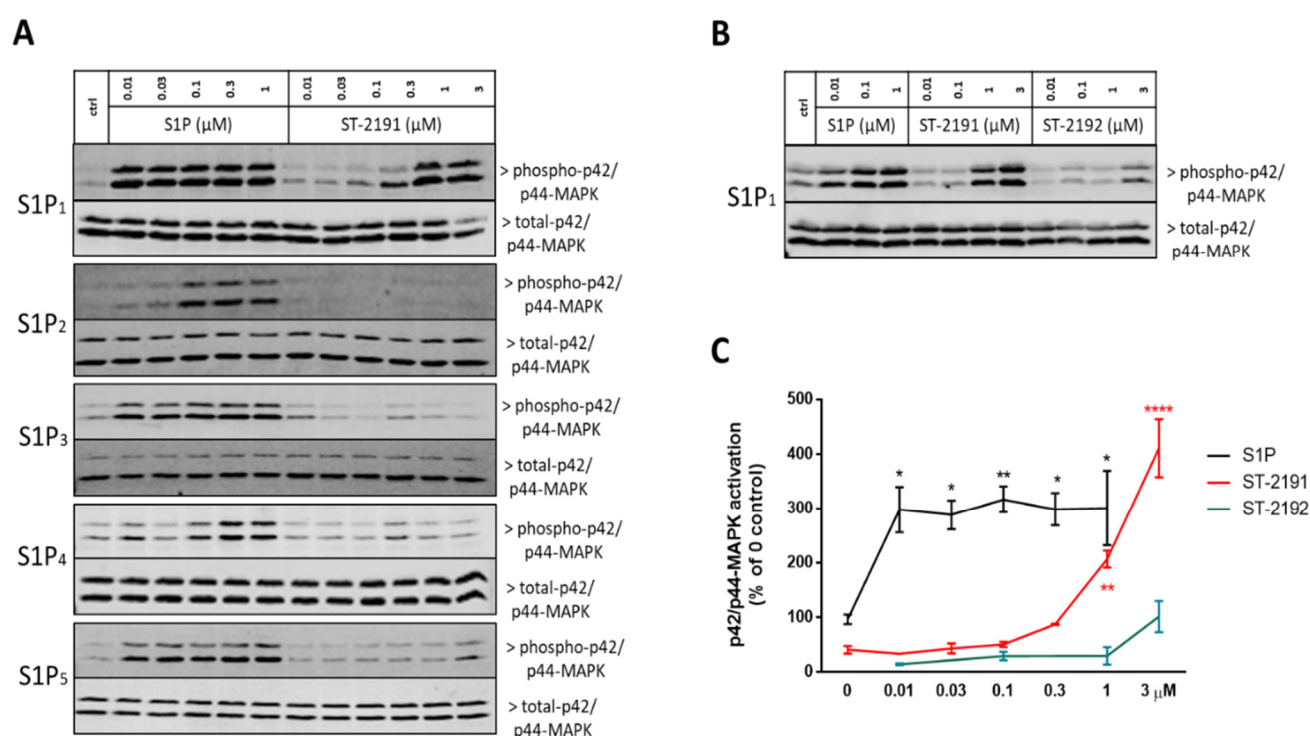 A
ctrl 0.01 0.03 0.1 0.3 1 0.01 0.03 0.1 0.3 1 3
S1P (μM) ST-2191 (μM)
S1P1
> phospho-p42/
p44-MAPK
> total-p42/
p44-MAPK
S1P2
> phospho-p42/
p44-MAPK
> total-p42/
p44-MAPK
S1P3
> phospho-p42/
p44-MAPK
> total-p42/
p44-MAPK
S1P4
> phospho-p42/
p44-MAPK
> total-p42/
p44-MAPK
S1P5
> phospho-p42/
p44-MAPK
> total-p42/
p44-MAPK
B
ctrl 0.01 0.1 1 0.01 0.1 1 3 0.01 0.1 1 3
S1P (μM) ST-2191 (μM) ST-2192 (μM)
S1P1
> phospho-p42/
p44-MAPK
> total-p42/
p44-MAPK
C
p42/p44-MAPK activation
(% of 0 control)
500
400
300
200
100
0
* * ** * * ** ****
0 0.01 0.03 0.1 0.3 1 3 μM
S1P
ST-2191
ST-2192